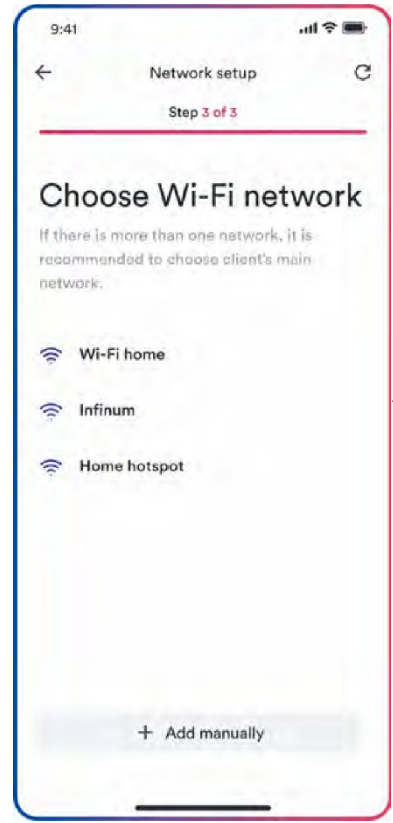 9:41
Network setup
Step 3 of 3
Choose Wi-Fi network
If there is more than one network, it is
recommended to choose client's main
network.
Wi-Fi home
Infinum
Home hotspot
+ Add manually